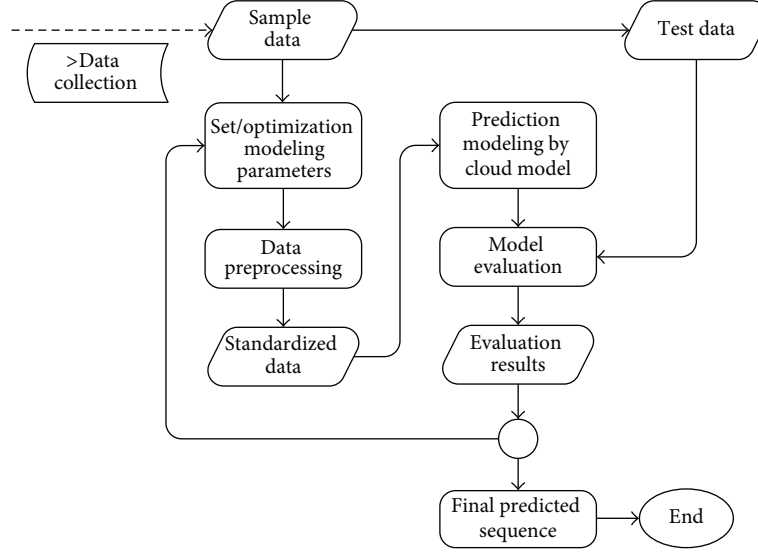 Sample
data
Test data
>Data
collection
Set/optimization
modeling
parameters
Prediction
modeling by
cloud model
Data
preprocessing
Model
evaluation
Standardized
data
Evaluation
results
Final predicted
sequence
End